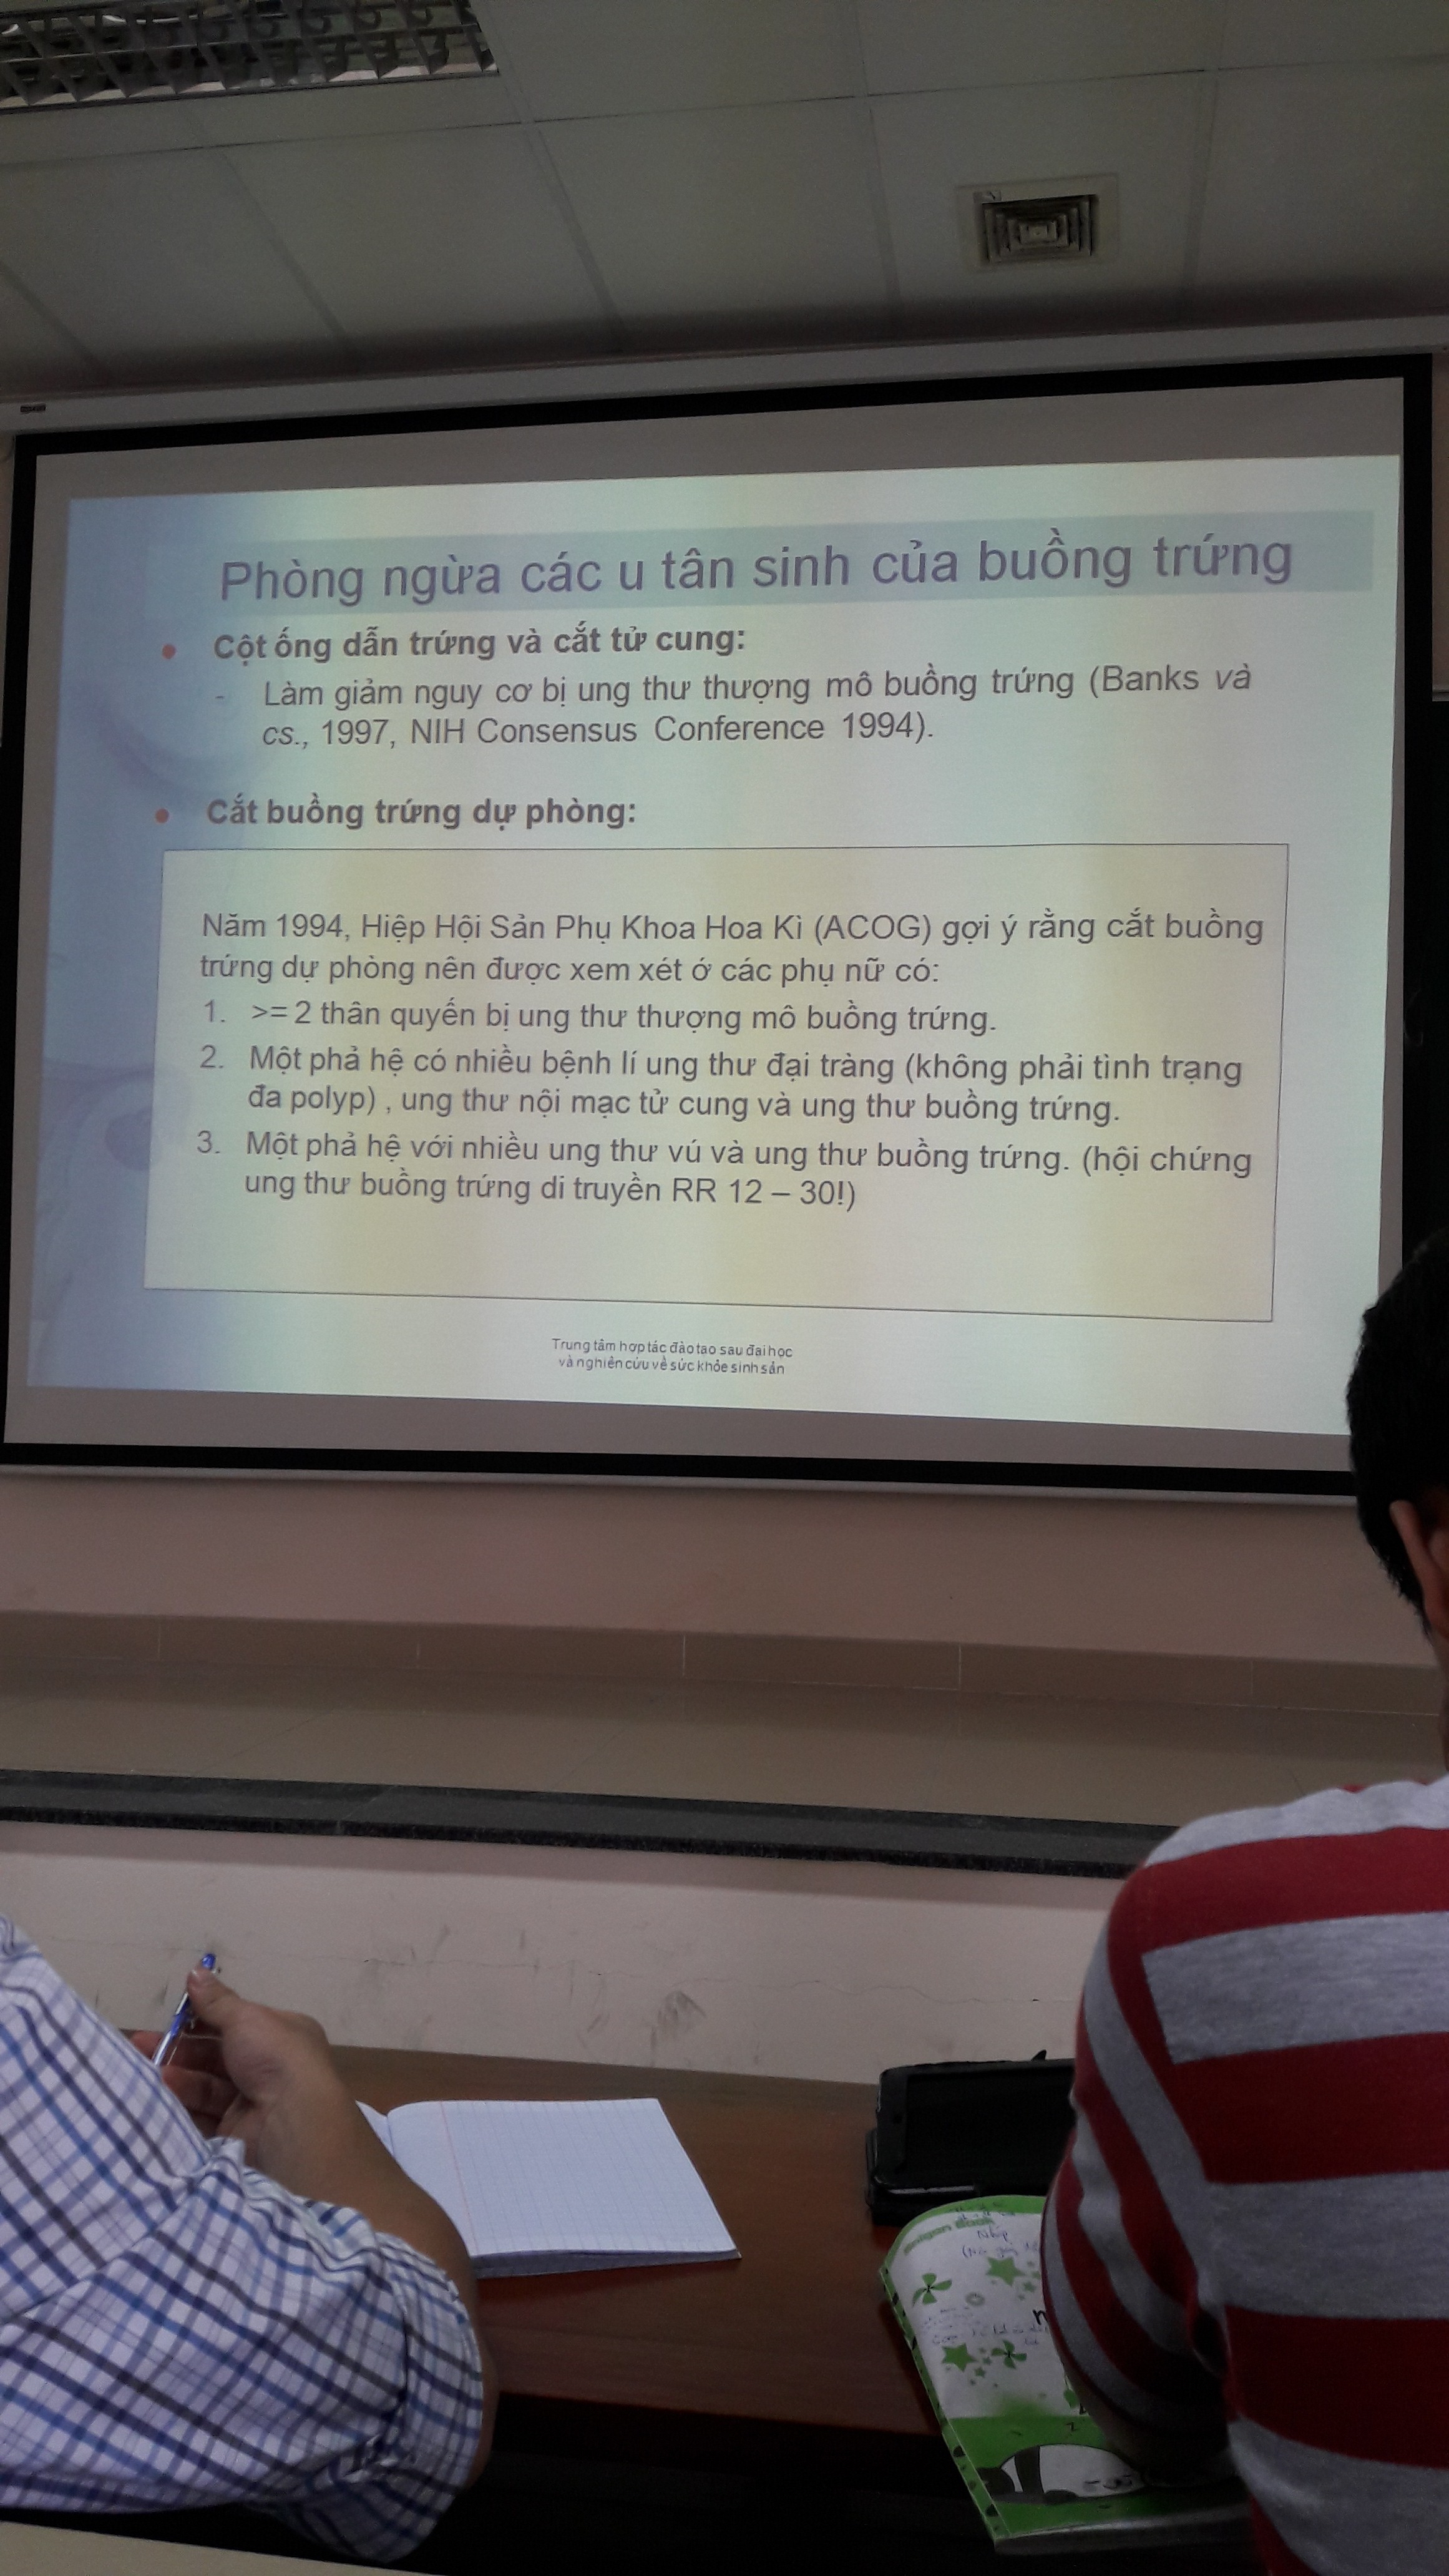 Phòng ngừa các u tân sinh của buồng trứng
Cột ống dẫn trứng và cắt tử cung:
- Làm giảm nguy cơ bị ung thư thượng mô buồng trứng (Banks và
cs., 1997, NIH Consensus Conference 1994).
Cắt buồng trứng dự phòng:
Năm 1994, Hiệp Hội Sản Phụ Khoa Hoa Kì (ACOG) gợi ý rằng cắt buồng
trứng dự phòng nên được xem xét ớ các phụ nữ có:
1. >= 2 thân quyến bị ung thư thượng mô buồng trứng.
2. Một phả hệ có nhiều bệnh lí ung thư đại tràng (không phải tình trạng
đa polyp) , ung thư nội mạc tử cung và ung thư buồng trứng.
3. Một phả hệ với nhiều ung thư vú và ung thư buồng trứng. (hội chứng
ung thư buồng trứng di truyền RR 12 – 30!)
Trung tâm hợp tác đào tạo sau đại học
và nghiên cứu về sức khỏe sinh sản